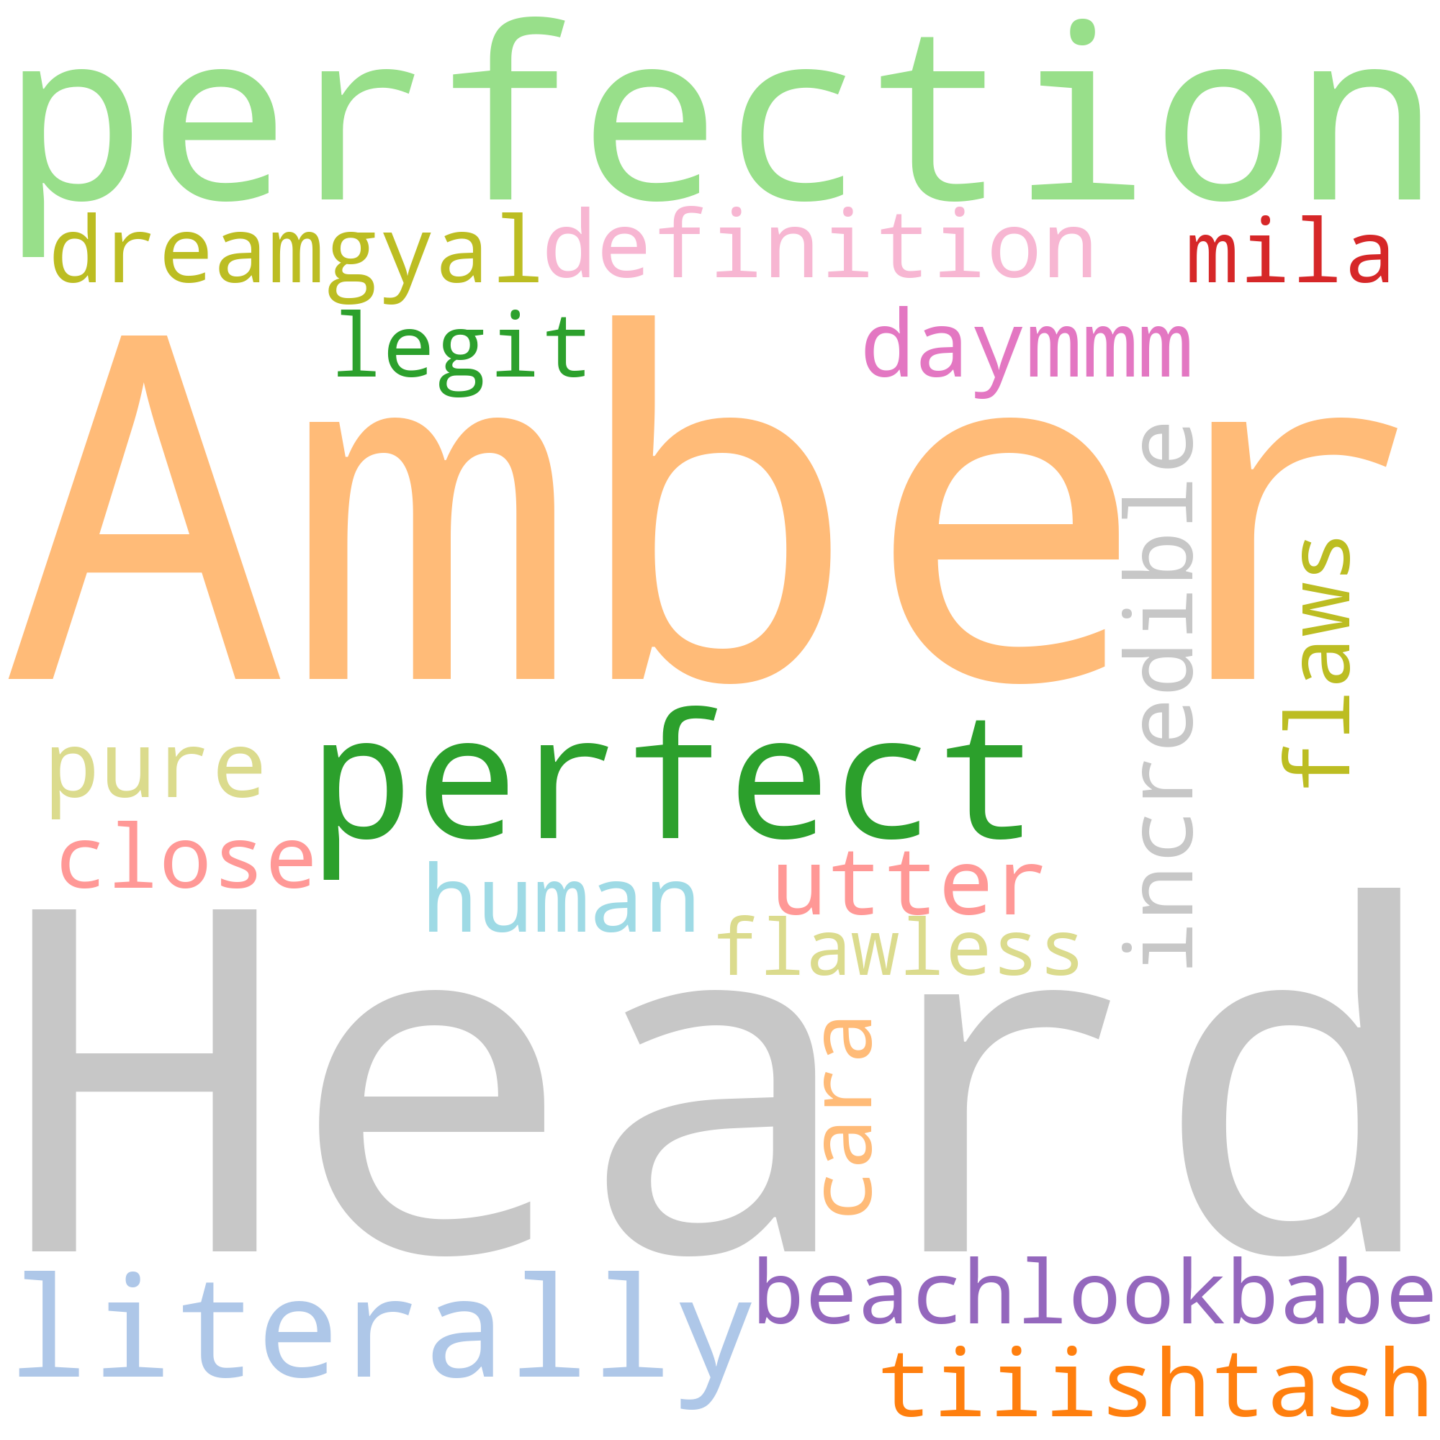 perfection
dreamgyal definition mila
legit daymmm
Amber
incredible
flaws
perfect
pure
close
human utter
flawless
Heard
cara
literally beachlookbabe
tiiishtash